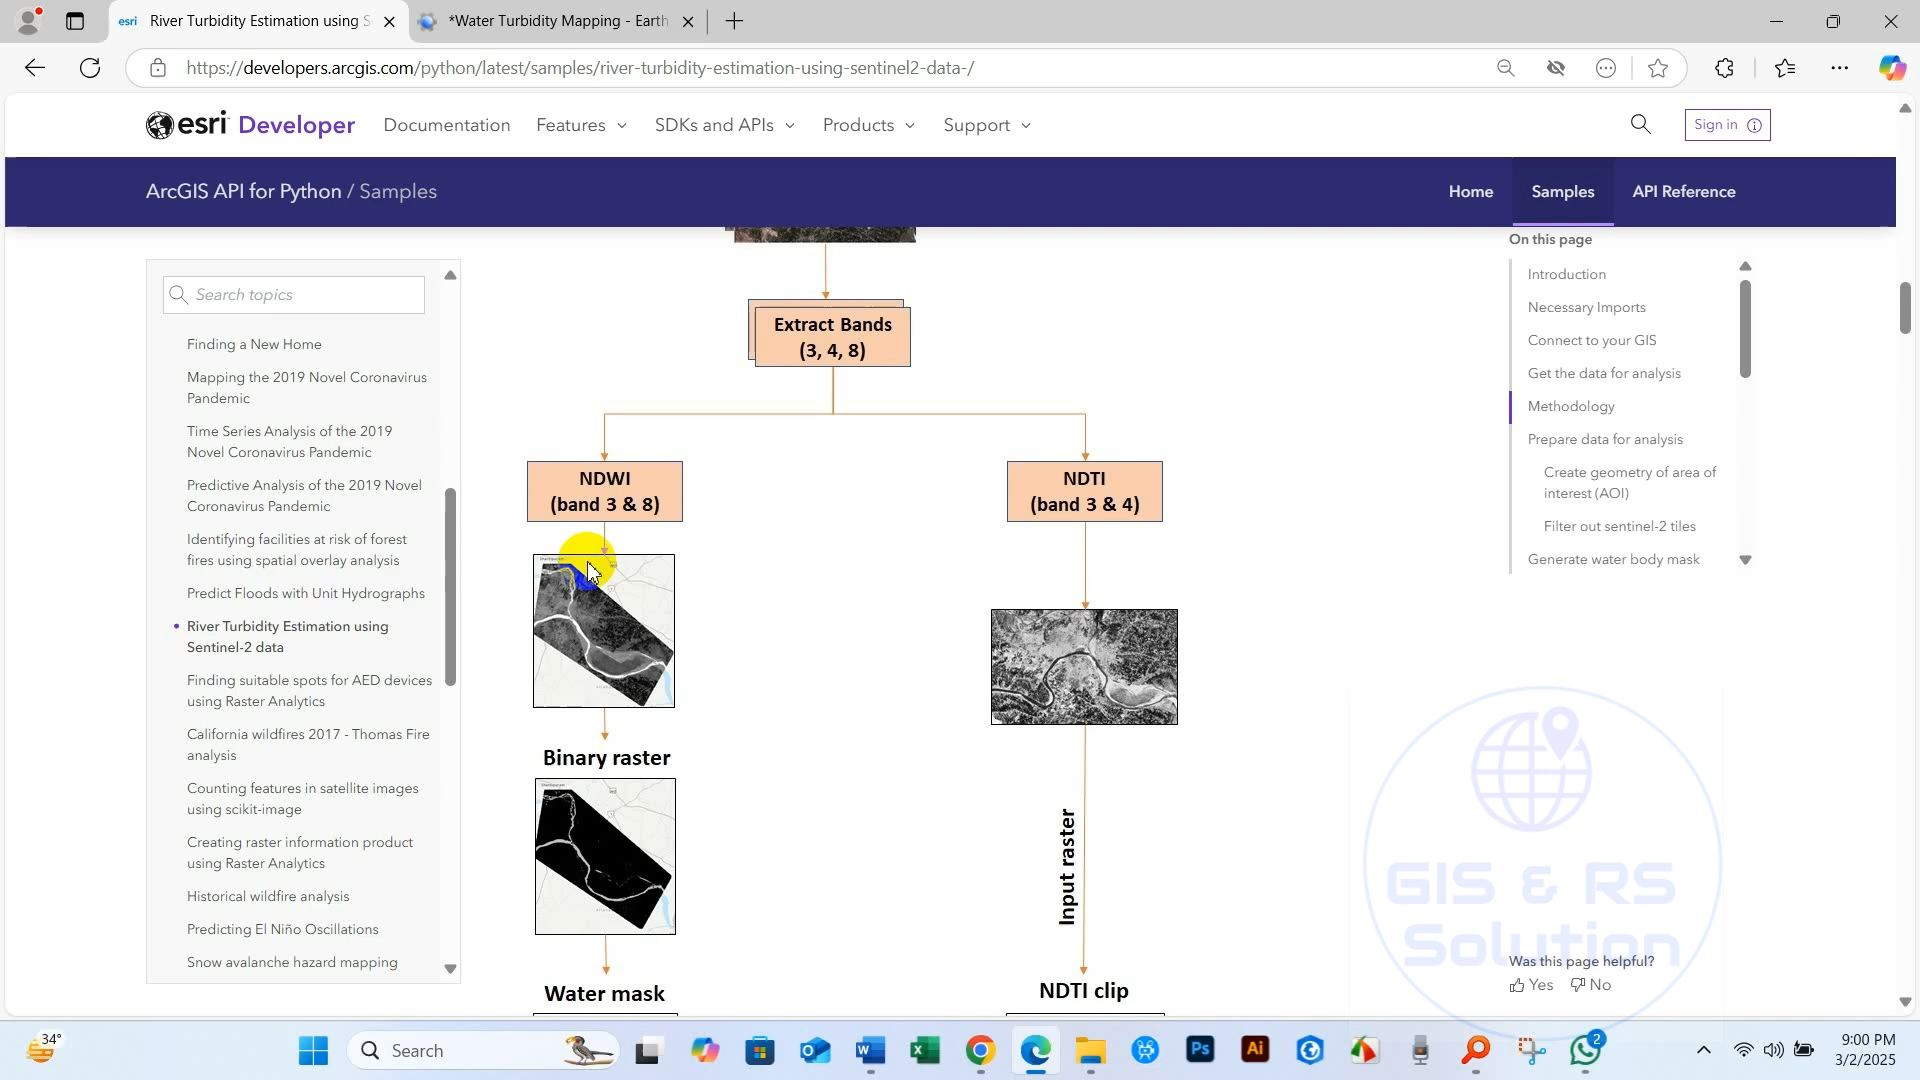 River Turbidity Estimation using S
*Water Turbidity Mapping - Earth
https://developers.arcgis.com/python/latest/samples/river-turbidity-estimation-using-sentinel2-data-/
esri Developer
Documentation
Features
SDKs and APIs
Products
Support
Sign in
ArcGIS API for Python / Samples
Home
Samples
API Reference
Search topics
Finding a New Home
Mapping the 2019 Novel Coronavirus
Pandemic
Time Series Analysis of the 2019
Novel Coronavirus Pandemic
Predictive Analysis of the 2019 Novel
Coronavirus Pandemic
Identifying facilities at risk of forest
fires using spatial overlay analysis
Predict Floods with Unit Hydrographs
River Turbidity Estimation using
Sentinel-2 data
Finding suitable spots for AED devices
using Raster Analytics
California wildfires 2017 - Thomas Fire
analysis
Counting features in satellite images
using scikit-image
Creating raster information product
using Raster Analytics
Historical wildfire analysis
Predicting El Niño Oscillations
Snow avalanche hazard mapping
Extract Bands
(3, 4, 8)
NDWI
(band 3 & 8)
NDTI
(band 3 & 4)
Binary raster
Input raster
Water mask
NDTI clip
On this page
Introduction
Necessary Imports
Connect to your GIS
Get the data for analysis
Methodology
Prepare data for analysis
Create geometry of area of
interest (AOI)
Filter out sentinel-2 tiles
Generate water body mask
GIS & RS
Solution
Was this page helpful?
Yes
No
34°
Search
2
9:00 PM
3/2/2025